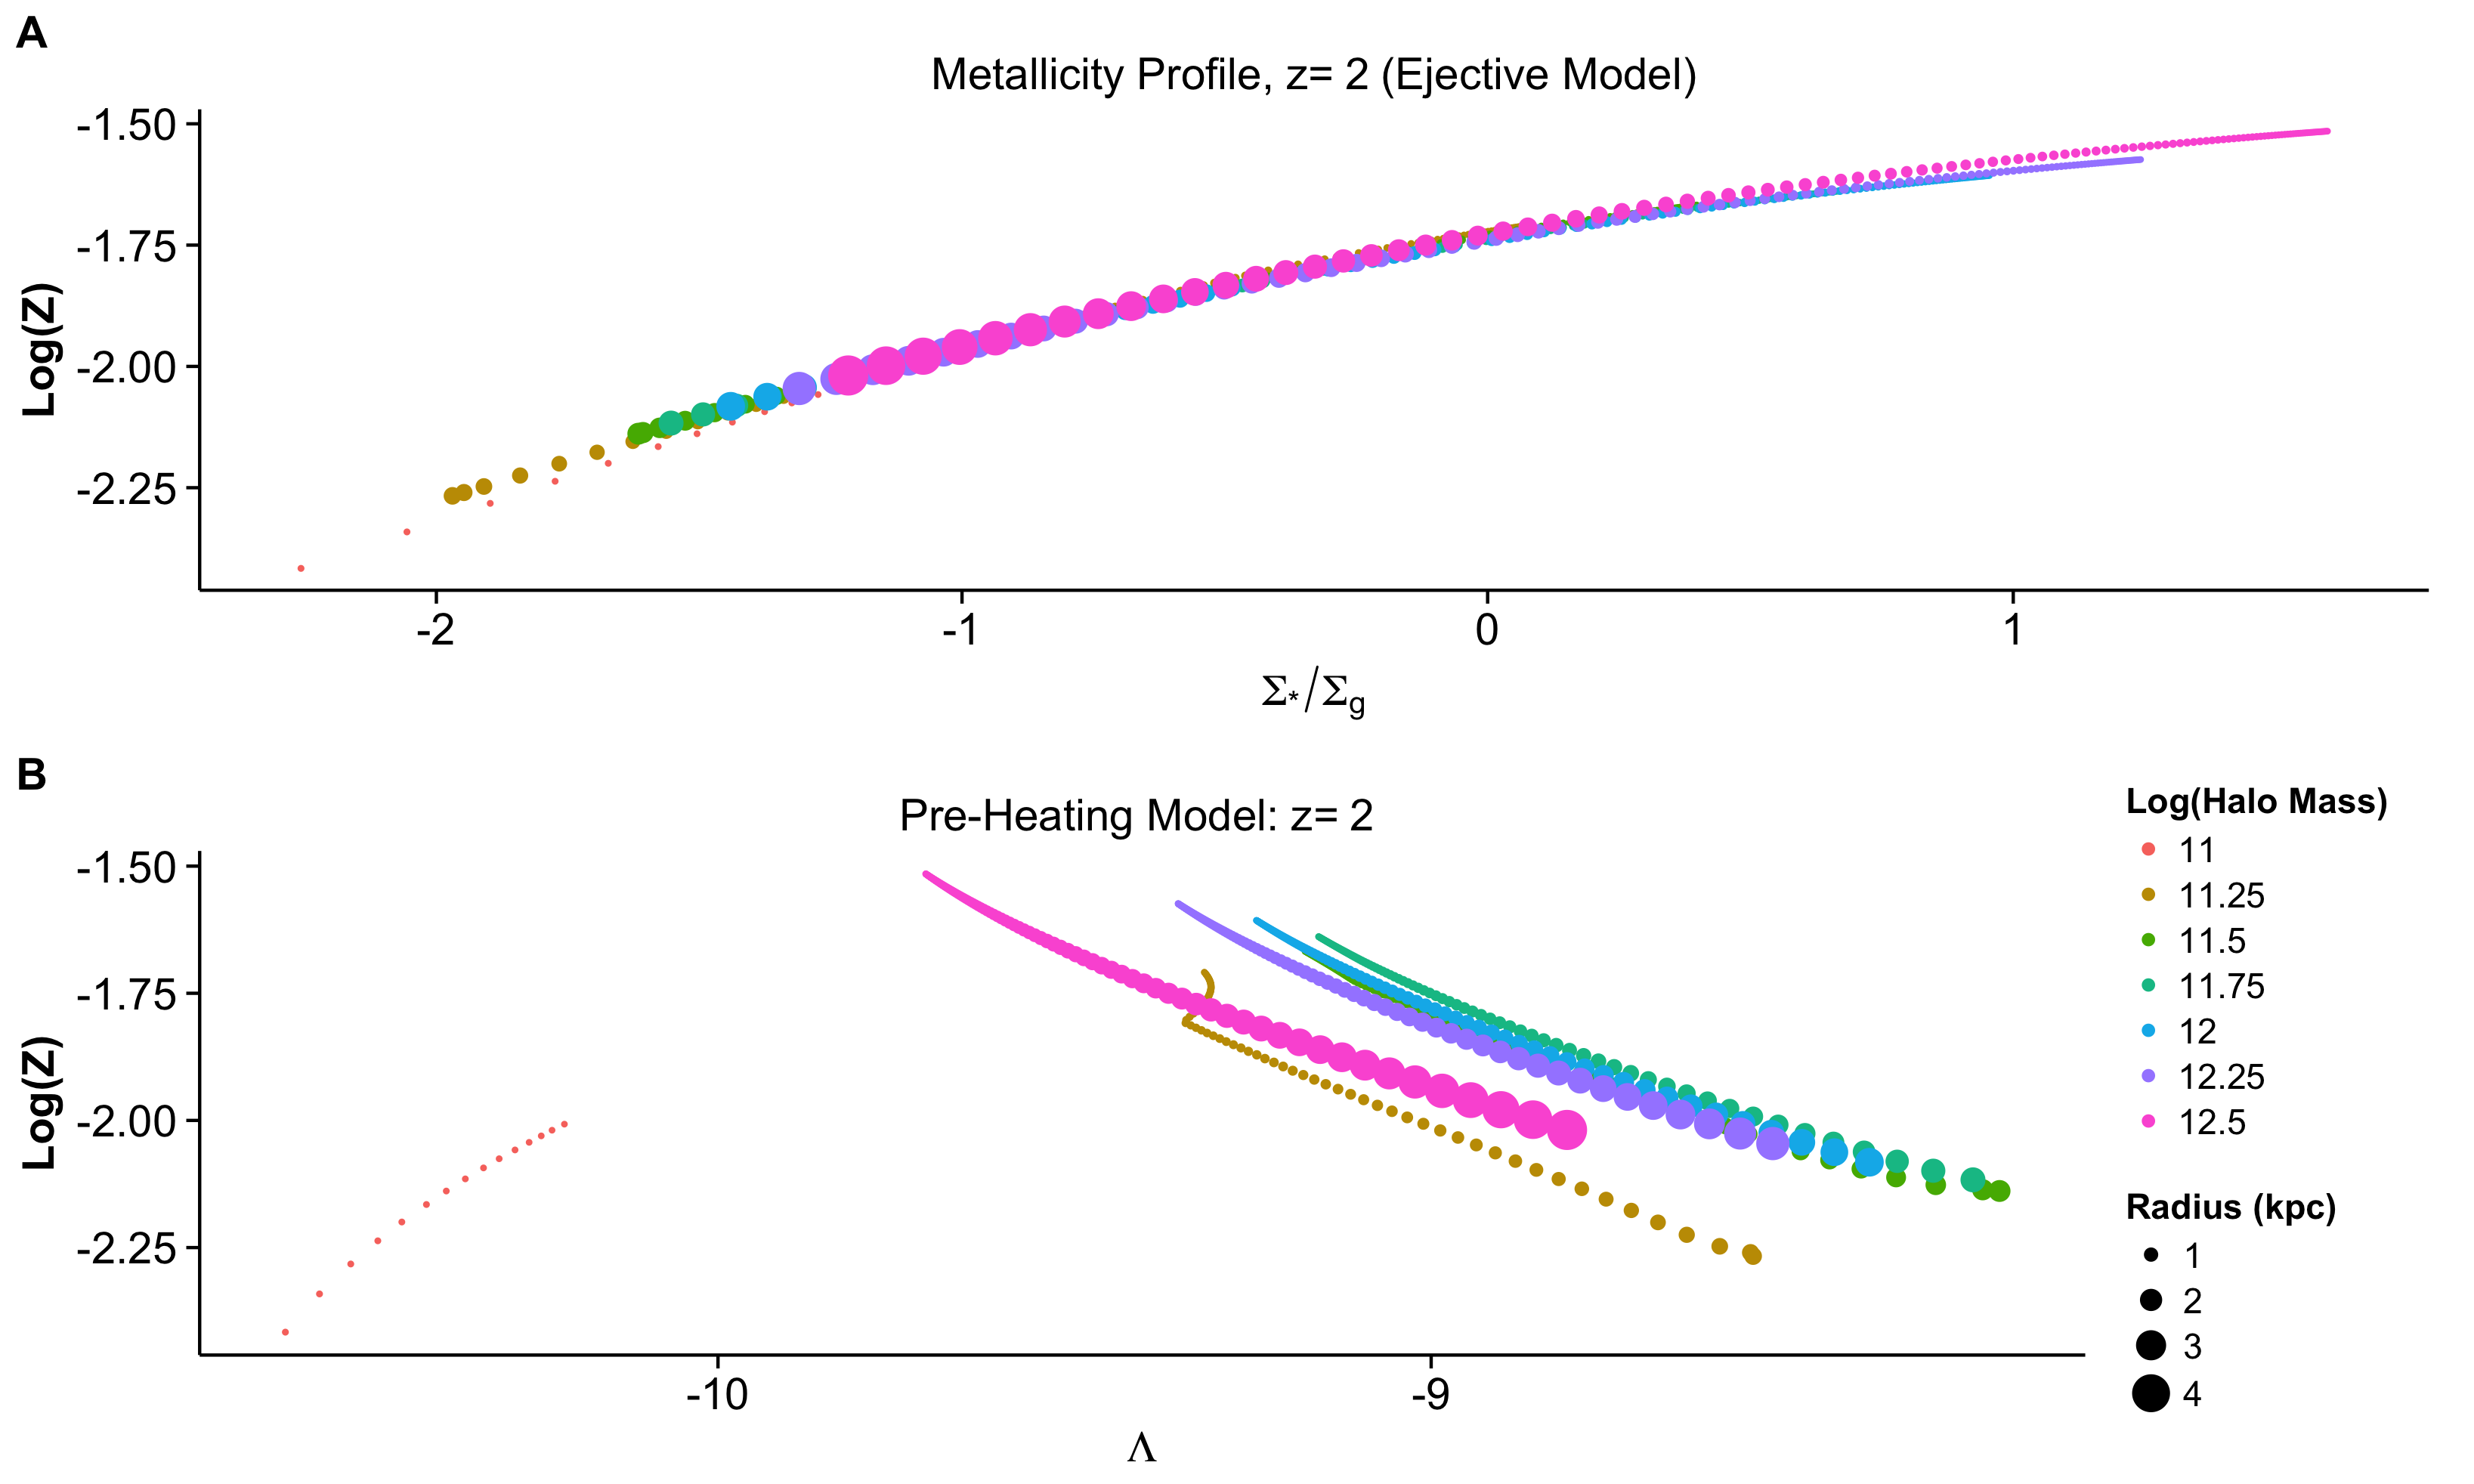 A
Metallicity Profile, z= 2 (Ejective Model)
-1.50
-1.75
-2.00
-2.25
Log(Z)
-2 -1 0 1
Σ*/Σg
B
Pre-Heating Model: z= 2
-1.50
-1.75
-2.00
-2.25
Log(Z)
-10 -9
Λ
Log(Halo Mass)
11
11.25
11.5
11.75
12
12.25
12.5
Radius (kpc)
1
2
3
4